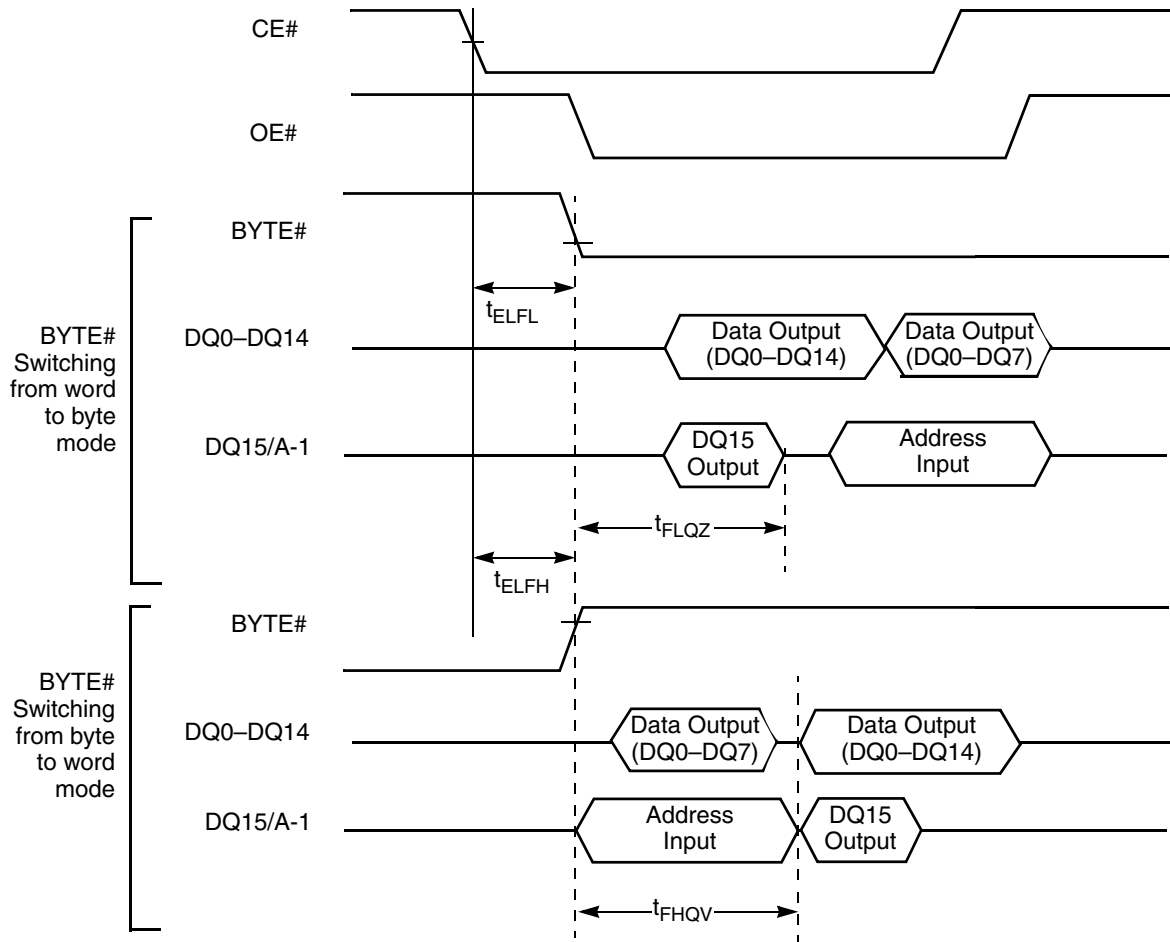 CE#
OE#
BYTE#
tELFL
BYTE#
Switching
from word
to byte
mode
DQ0–DQ14
Data Output
(DQ0–DQ14)
Data Output
(DQ0–DQ7)
DQ15/A-1
DQ15
Output
Address
Input
tFLQZ
tELFH
BYTE#
BYTE#
Switching
from byte
to word
mode
DQ0–DQ14
Data Output
(DQ0–DQ7)
Data Output
(DQ0–DQ14)
DQ15/A-1
Address
Input
DQ15
Output
tFHQV